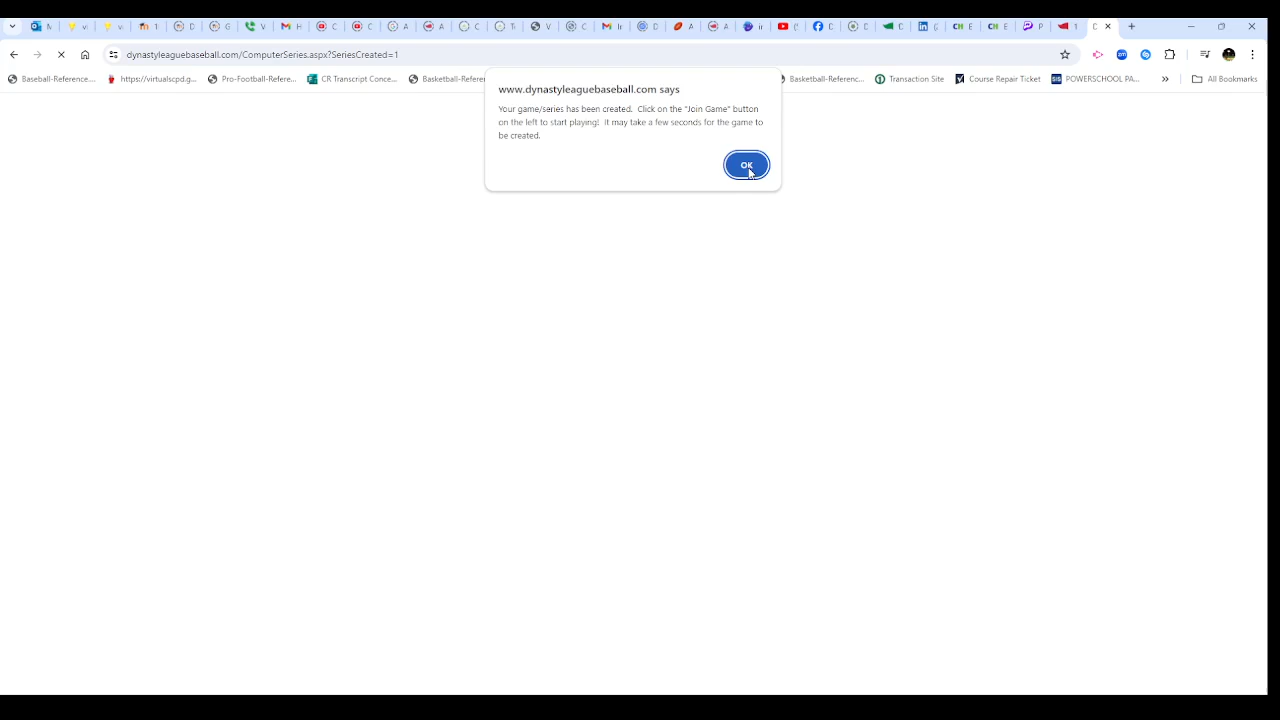 dynastyleaguebaseball.com/ComputerSeries.aspx?SeriesCreated=1
Baseball-Reference.... https://virtualscpd.g... Pro-Football-Refere... CR Transcript Conce... Basketball-Refer Basketball-Referenc... Transaction Site Course Repair Ticket POWERSCHOOL PA... » All Bookmarks
www.dynastyleaguebaseball.com says
Your game/series has been created. Click on the "Join Game" button
on the left to start playing! It may take a few seconds for the game to
be created.
OK